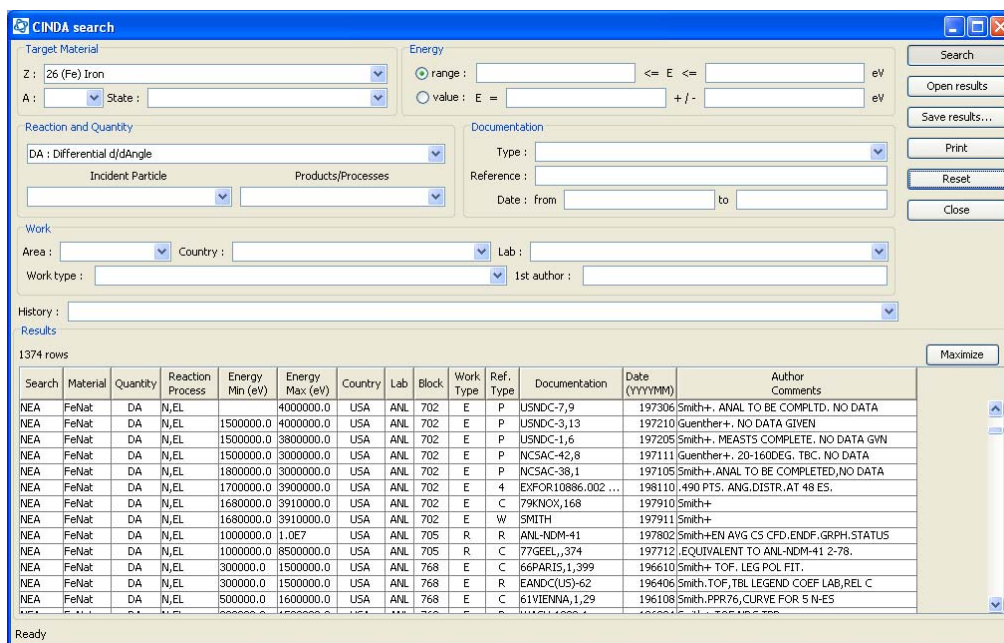 CINDA search
Target Material
Z : 26 (Fe) Iron
A : State :
Energy
range : <= E <= eV
value : E = +/- eV
Search
Open results
Save results...
Print
Reset
Close
Reaction and Quantity
DA : Differential d/dAngle
Incident Particle Products/Processes
Documentation
Type :
Reference :
Date : from to
Work
Area : Country : Lab :
Work type : 1st author :
History :
Results
1374 rows Maximize
Search Material Quantity Reaction Process Energy Min (eV) Energy Max (eV) Country Lab Block Work Type Ref. Type Documentation Date (YYYYMM) Author Comments
NEA FeNat DA N,EL 4000000.0 USA ANL 702 E P USNDC-7,9 197306 Smith+. ANAL TO BE COMPLTD. NO DATA
NEA FeNat DA N,EL 1500000.0 4000000.0 USA ANL 702 E P USNDC-3,13 197210 Guenther+. NO DATA GIVEN
NEA FeNat DA N,EL 1500000.0 3800000.0 USA ANL 702 E P USNDC-1,6 197205 Smith+. MEASTS COMPLETE. NO DATA GVN
NEA FeNat DA N,EL 1500000.0 3000000.0 USA ANL 702 E P NCSAC-42,8 197111 Guenther+. 20-160DEG. TBC. NO DATA
NEA FeNat DA N,EL 1800000.0 3000000.0 USA ANL 702 E P NCSAC-38,1 197105 Smith+.ANAL TO BE COMPLETED,NO DATA
NEA FeNat DA N,EL 1700000.0 3900000.0 USA ANL 702 E 4 EXFOR10886.002 ... 198110 .490 PTS. ANG.DISTR.AT 48 ES.
NEA FeNat DA N,EL 1680000.0 3910000.0 USA ANL 702 E C 79KNOX,168 197910 Smith+
NEA FeNat DA N,EL 1680000.0 3910000.0 USA ANL 702 E W SMITH 197911 Smith+
NEA FeNat DA N,EL 1000000.0 1.0E7 USA ANL 705 R R ANL-NDM-41 197802 Smith+EN AVG CS CFD.ENDF.GRPH.STATUS
NEA FeNat DA N,EL 1000000.0 8500000.0 USA ANL 705 R C 77GEEL,,374 197712 .EQUIVALENT TO ANL-NDM-41 2-78.
NEA FeNat DA N,EL 300000.0 1500000.0 USA ANL 768 E C 66PARIS,1,399 196610 Smith+ TOF. LEG POL FIT.
NEA FeNat DA N,EL 300000.0 1500000.0 USA ANL 768 E R EANDC(US)-62 196406 Smith.TOF,TBL LEGEND COEF LAB,REL C
NEA FeNat DA N,EL 500000.0 1600000.0 USA ANL 768 E C 61VIENNA,1,29 196108 Smith.PPR76,CURVE FOR 5 N-ES
Ready